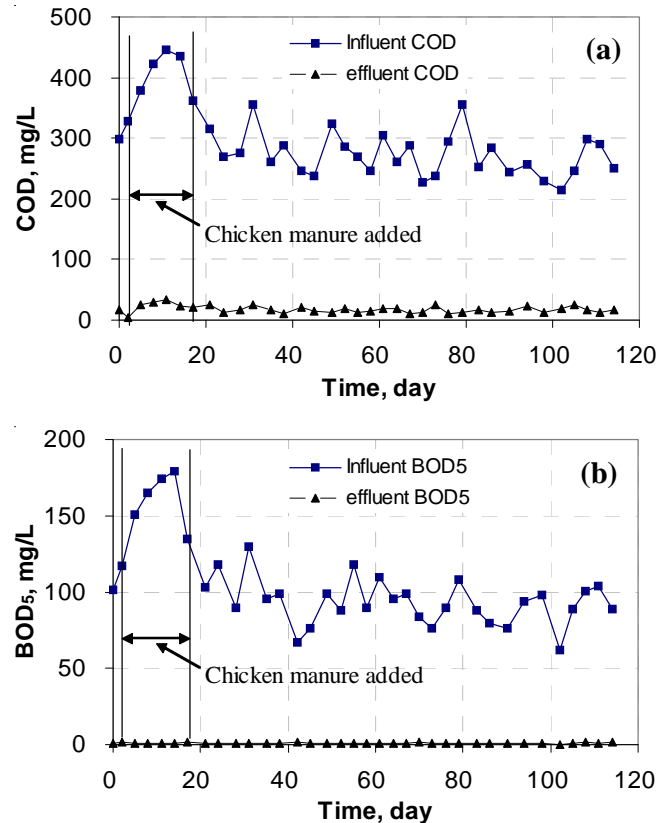 500
400
300
200
100
0
COD, mg/L
Influent COD
effluent COD
(a)
Chicken manure added
0 20 40 60 80 100 120
Time, day
200
150
100
50
0
BOD5, mg/L
Influent BOD5
effluent BOD5
(b)
Chicken manure added
0 20 40 60 80 100 120
Time, day